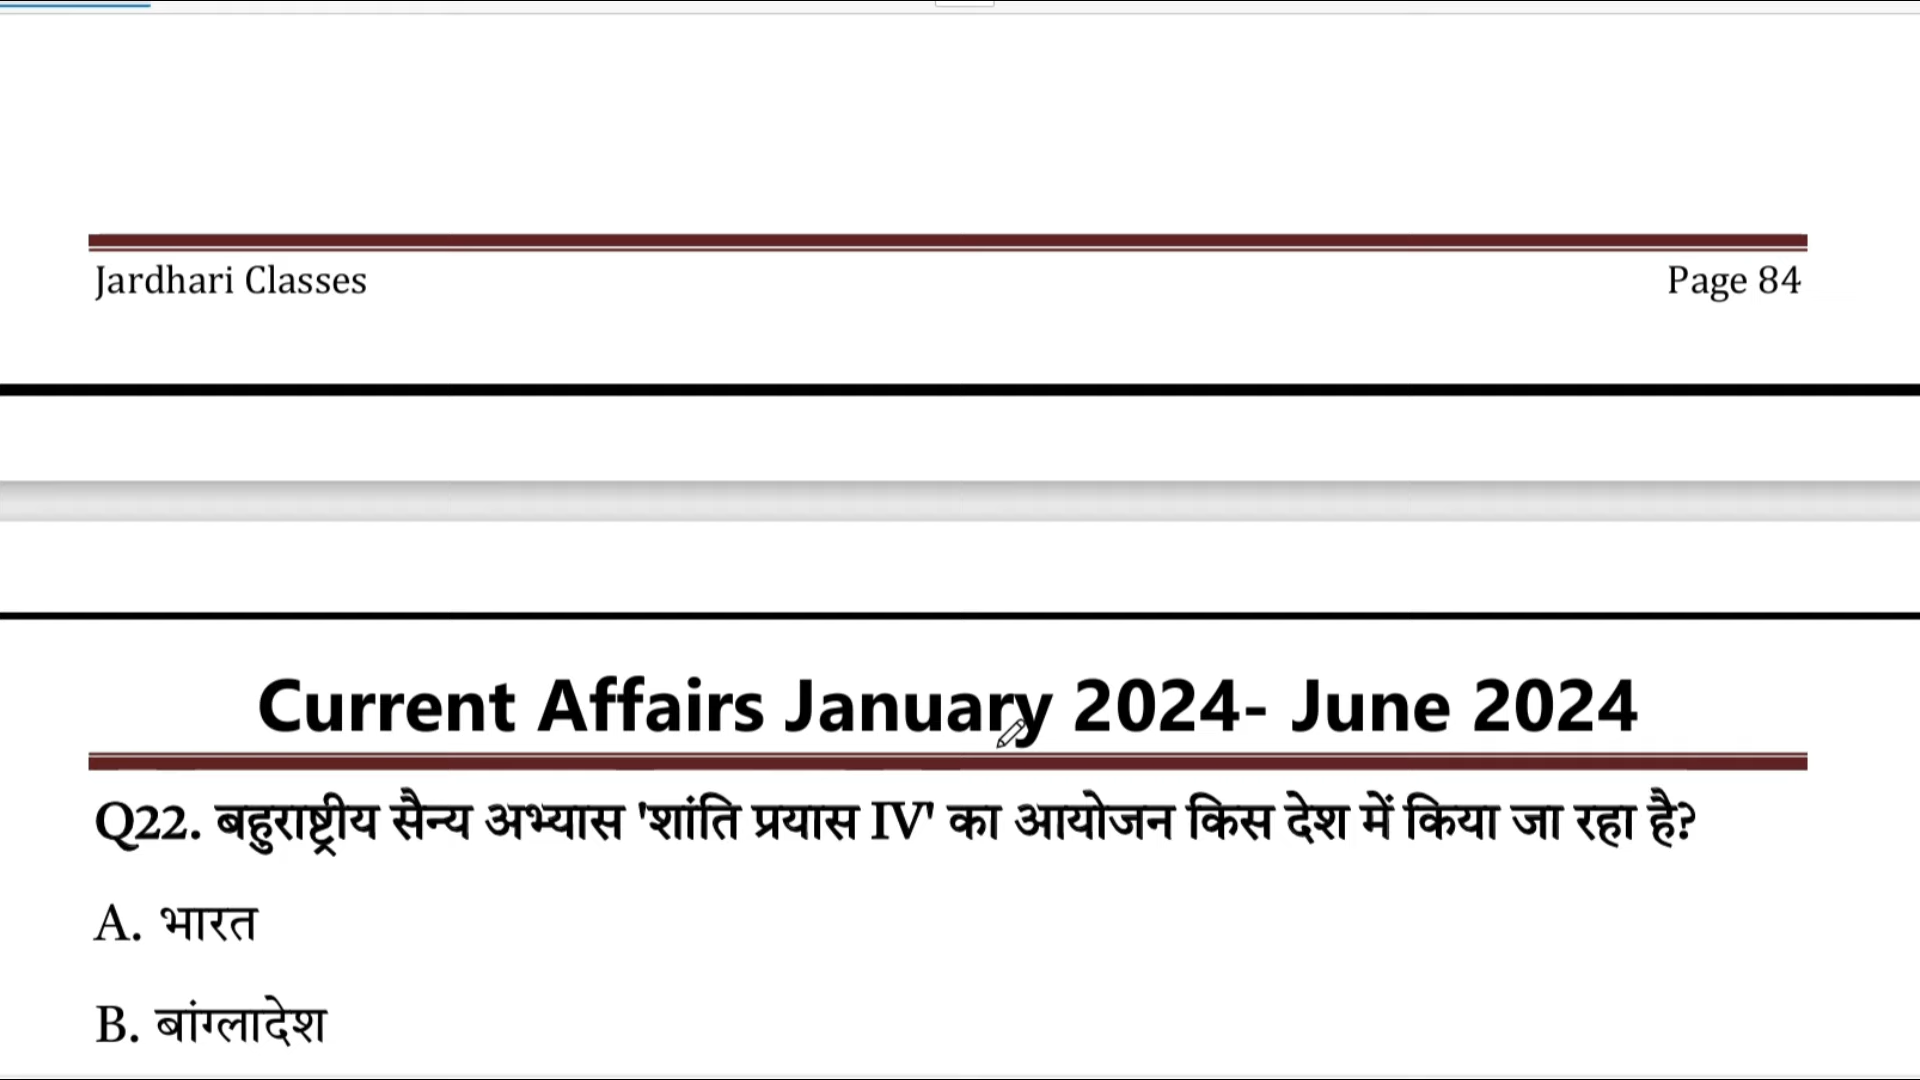 Jardhari Classes Page 84
Current Affairs January 2024- June 2024
Q22. बहुराष्ट्रीय सैन्य अभ्यास 'शांति प्रयास IV' का आयोजन किस देश में किया जा रहा है?
A. भारत
B. बांग्लादेश